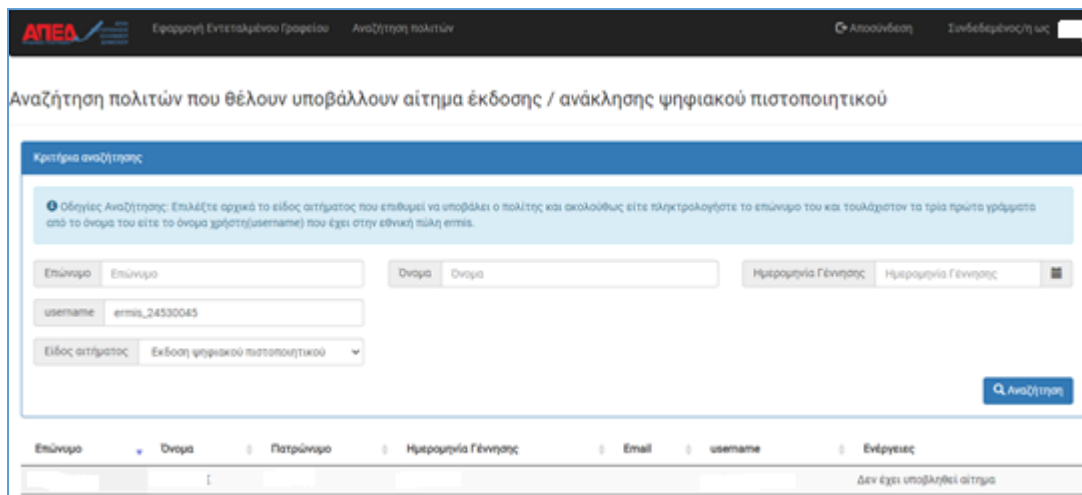 ΑΠΕΔ Εφαρμογή Εντεταλμένου Γραφείου Αναζήτηση πολιτών Αποσύνδεση Συνδεδεμένος/η ως
Αναζήτηση πολιτών που θέλουν υποβάλλουν αίτημα έκδοσης / ανάκλησης ψηφιακού πιστοποιητικού
Κριτήρια αναζήτησης
Οδηγίες Αναζήτησης: Επιλέξτε αρχικά το είδος αιτήματος που επιθυμεί να υποβάλει ο πολίτης και ακολούθως είτε πληκτρολογήστε το επώνυμο του και τουλάχιστον τα τρία πρώτα γράμματα
από το όνομα του είτε το όνομα χρήστη(username) που έχει στην εθνική πύλη ermis.
Επώνυμο Επώνυμο Όνομα Όνομα Ημερομηνία Γέννησης Ημερομηνία Γέννησης
username ermis_24530045
Είδος αιτήματος Εκδοση ψηφιακού πιστοποιητικού
Αναζήτηση
Επώνυμο Όνομα Πατρώνυμο Ημερομηνία Γέννησης Email username Ενέργειες
Δεν έχει υποβληθεί αίτημα